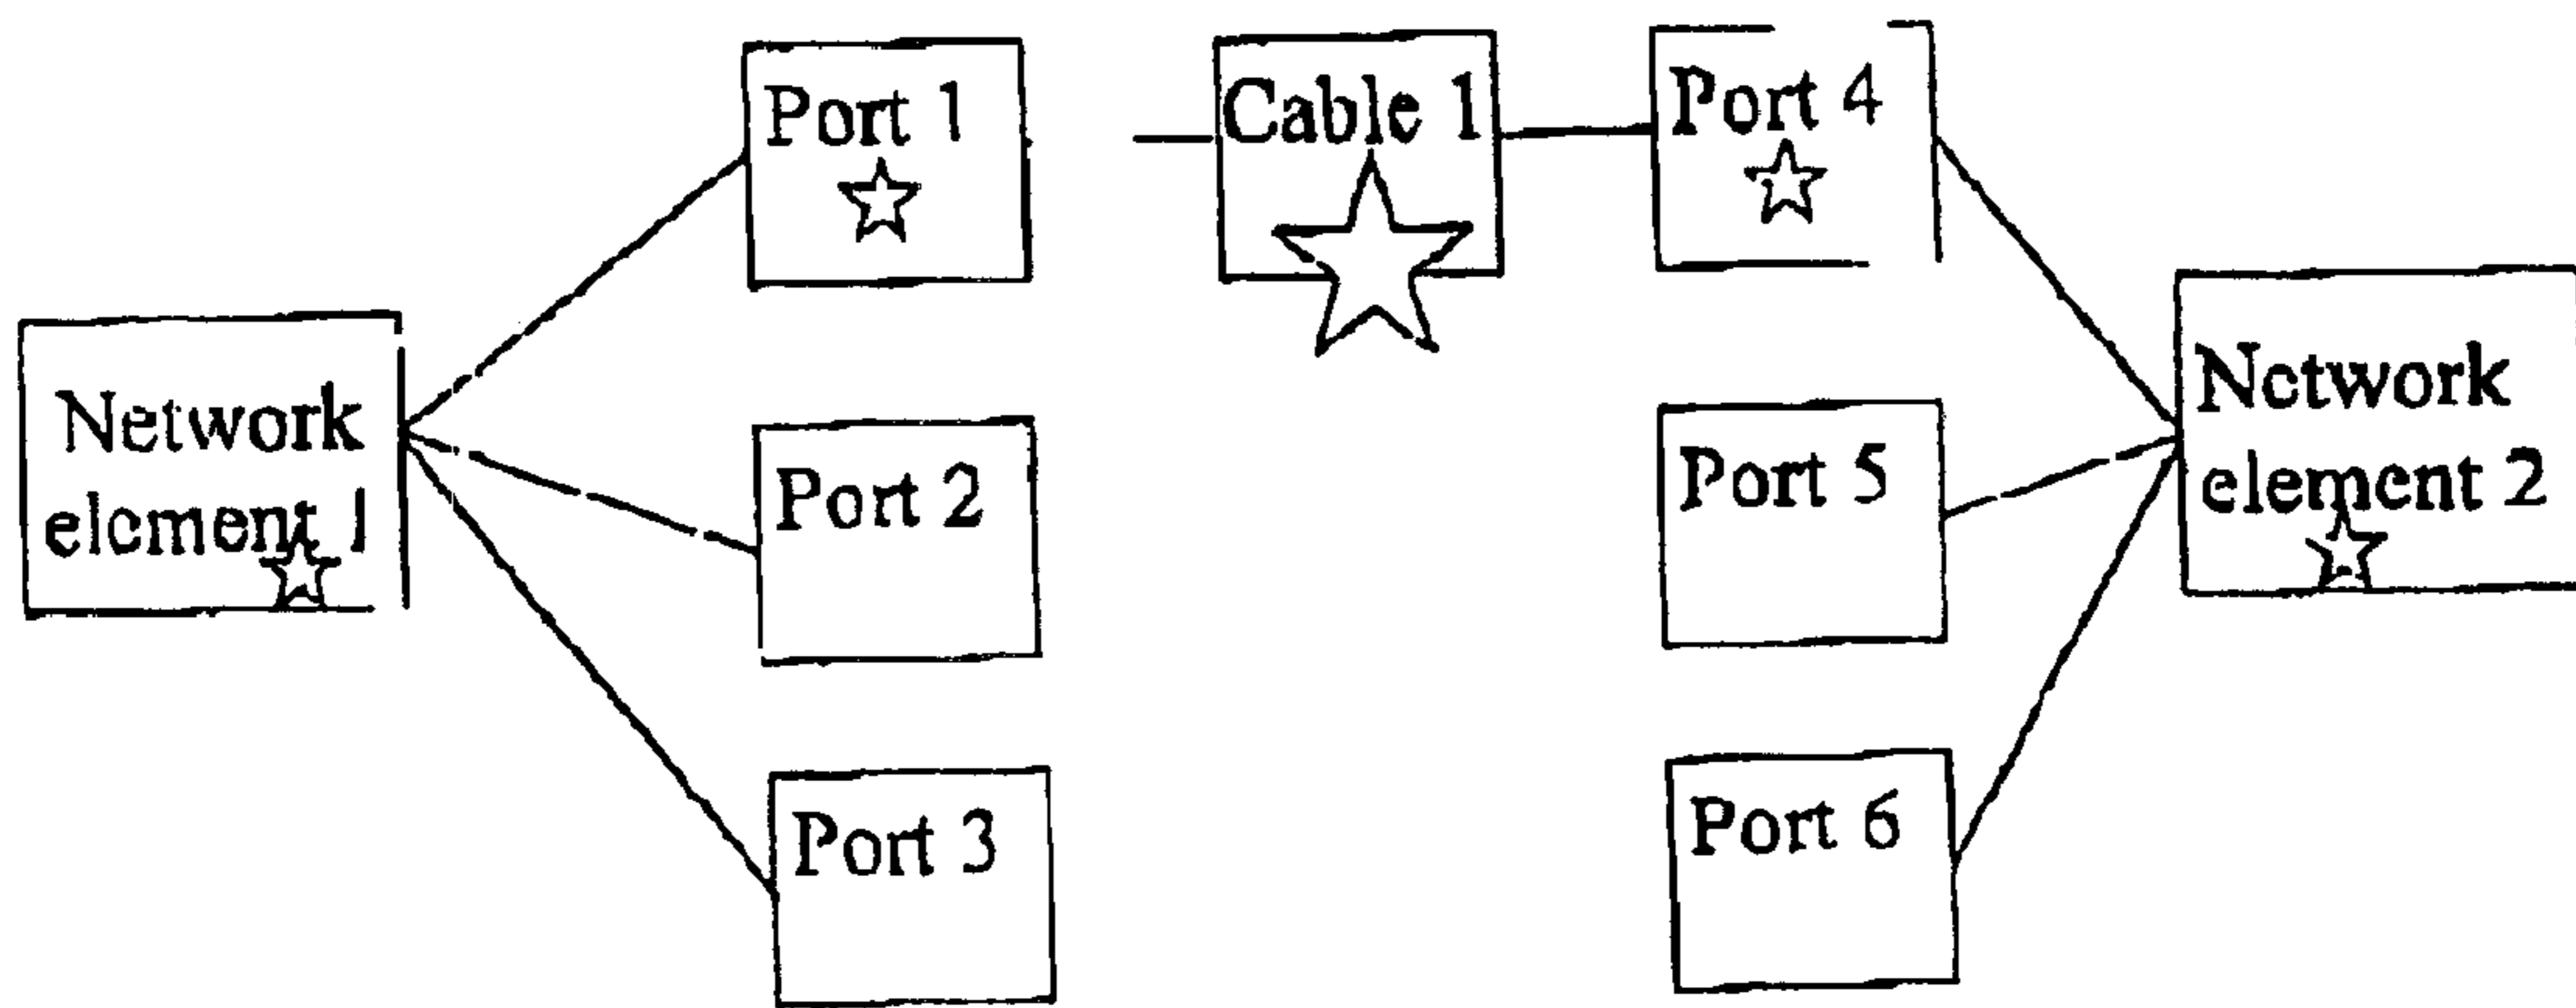 Port 1
Cable 1
Port 4
Network
element 1
Port 2
Port 5
Network
element 2
Port 3
Port 6